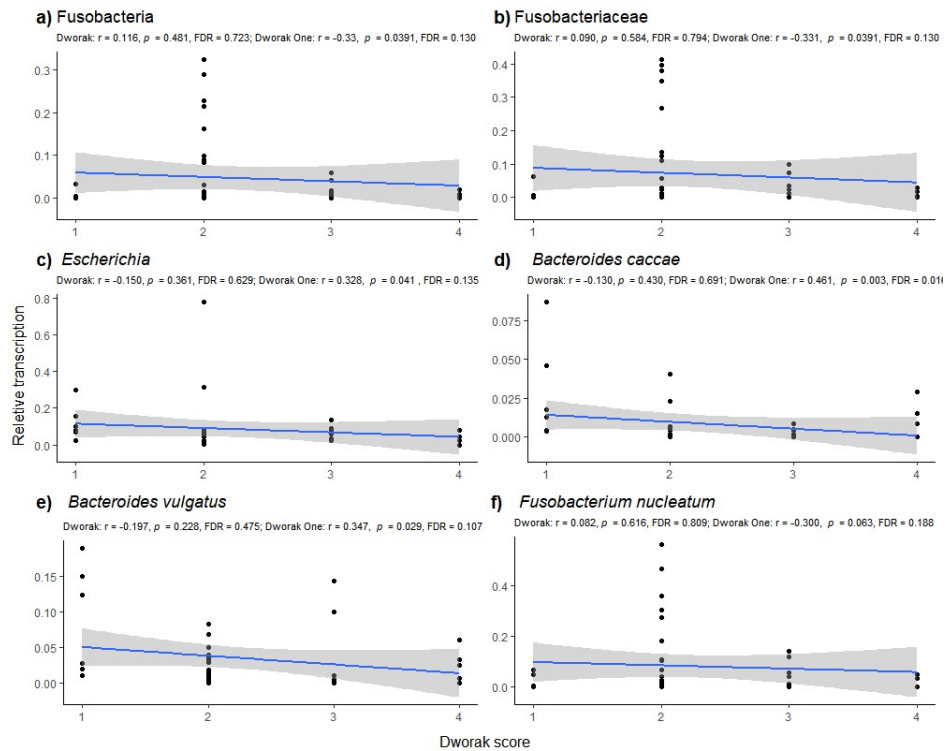 a) Fusobacteria
Dworak: r = 0.116, p = 0.481, FDR = 0.723; Dworak One: r = -0.33, p = 0.0391, FDR = 0.130
0.3
0.2
0.1
0.0
1 2 3 4
b) Fusobacteriaceae
Dworak: r = 0.090, p = 0.584, FDR = 0.794; Dworak One: r = -0.331, p = 0.0391, FDR = 0.130
0.4
0.3
0.2
0.1
0.0
1 2 3 4
c) Escherichia
Dworak: r = -0.150, p = 0.361, FDR = 0.629; Dworak One: r = 0.328, p = 0.041 , FDR = 0.135
0.8
0.6
0.4
0.2
0.0
1 2 3 4
d) Bacteroides caccae
Dworak: r = -0.130, p = 0.430, FDR = 0.691; Dworak One: r = 0.461, p = 0.003, FDR = 0.016
0.075
0.050
0.025
0.000
1 2 3 4
Reletive transcription
e) Bacteroides vulgatus
Dworak: r = -0.197, p = 0.228, FDR = 0.475; Dworak One: r = 0.347, p = 0.029, FDR = 0.107
0.15
0.10
0.05
0.00
1 2 3 4
f) Fusobacterium nucleatum
Dworak: r = 0.082, p = 0.616, FDR = 0.809; Dworak One: r = -0.300, p = 0.063, FDR = 0.188
0.4
0.2
0.0
1 2 3 4
Dworak score